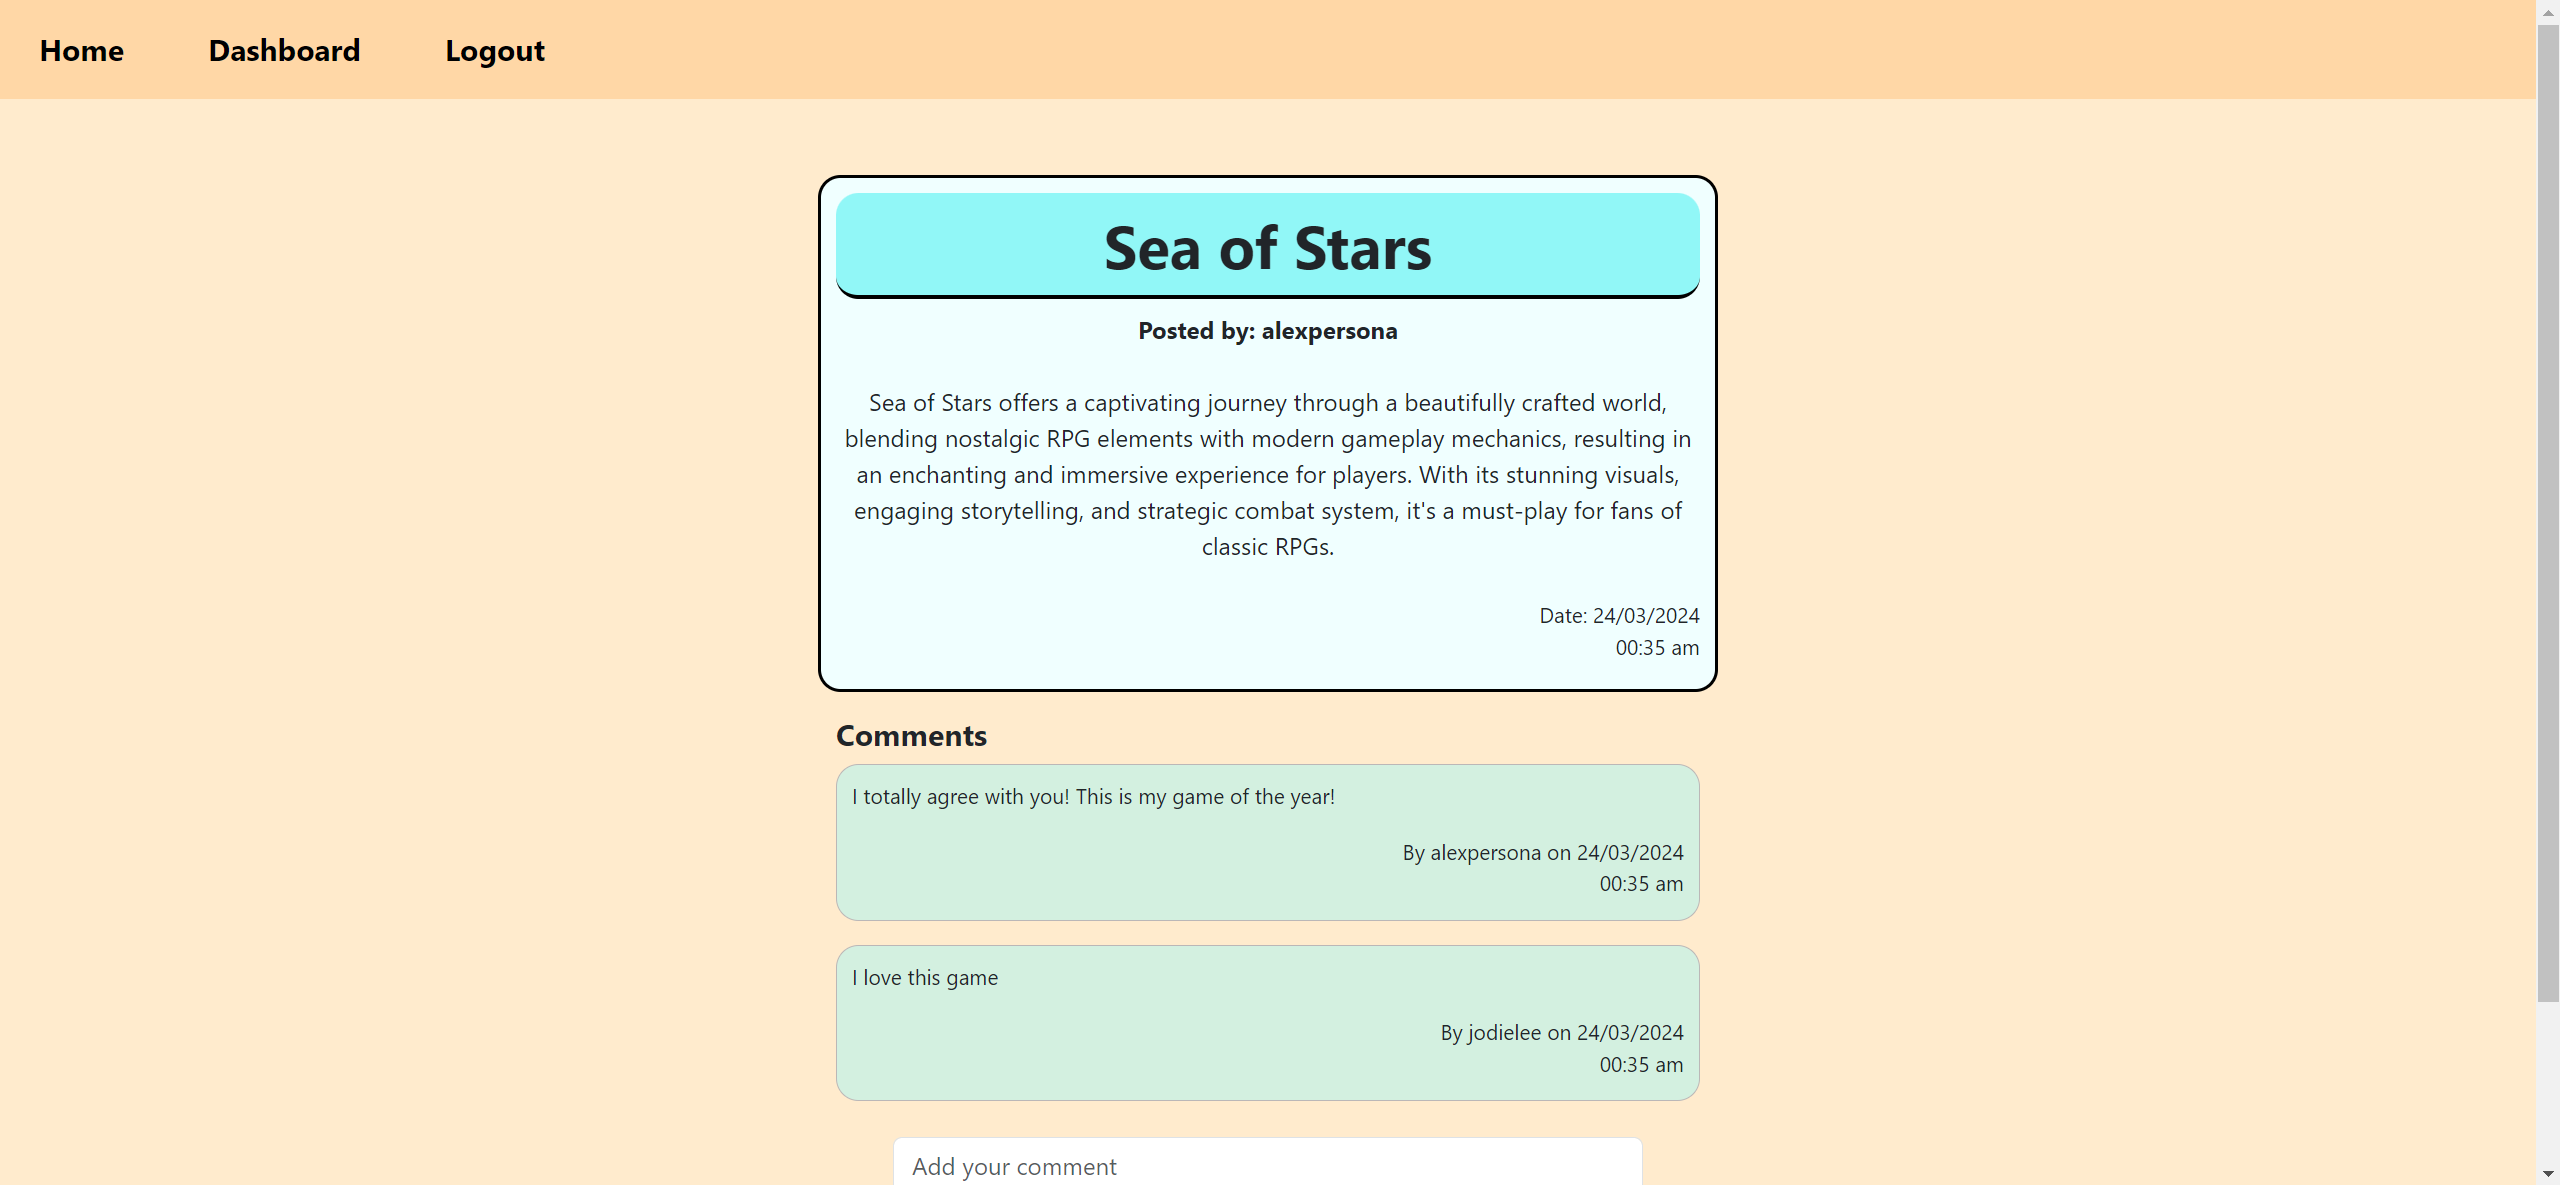 Home Dashboard Logout
Sea of Stars
Posted by: alexpersona
Sea of Stars offers a captivating journey through a beautifully crafted world,
blending nostalgic RPG elements with modern gameplay mechanics, resulting in
an enchanting and immersive experience for players. With its stunning visuals,
engaging storytelling, and strategic combat system, it's a must-play for fans of
classic RPGs.
Date: 24/03/2024
00:35 am
Comments
I totally agree with you! This is my game of the year!
By alexpersona on 24/03/2024
00:35 am
I love this game
By jodielee on 24/03/2024
00:35 am
Add your comment